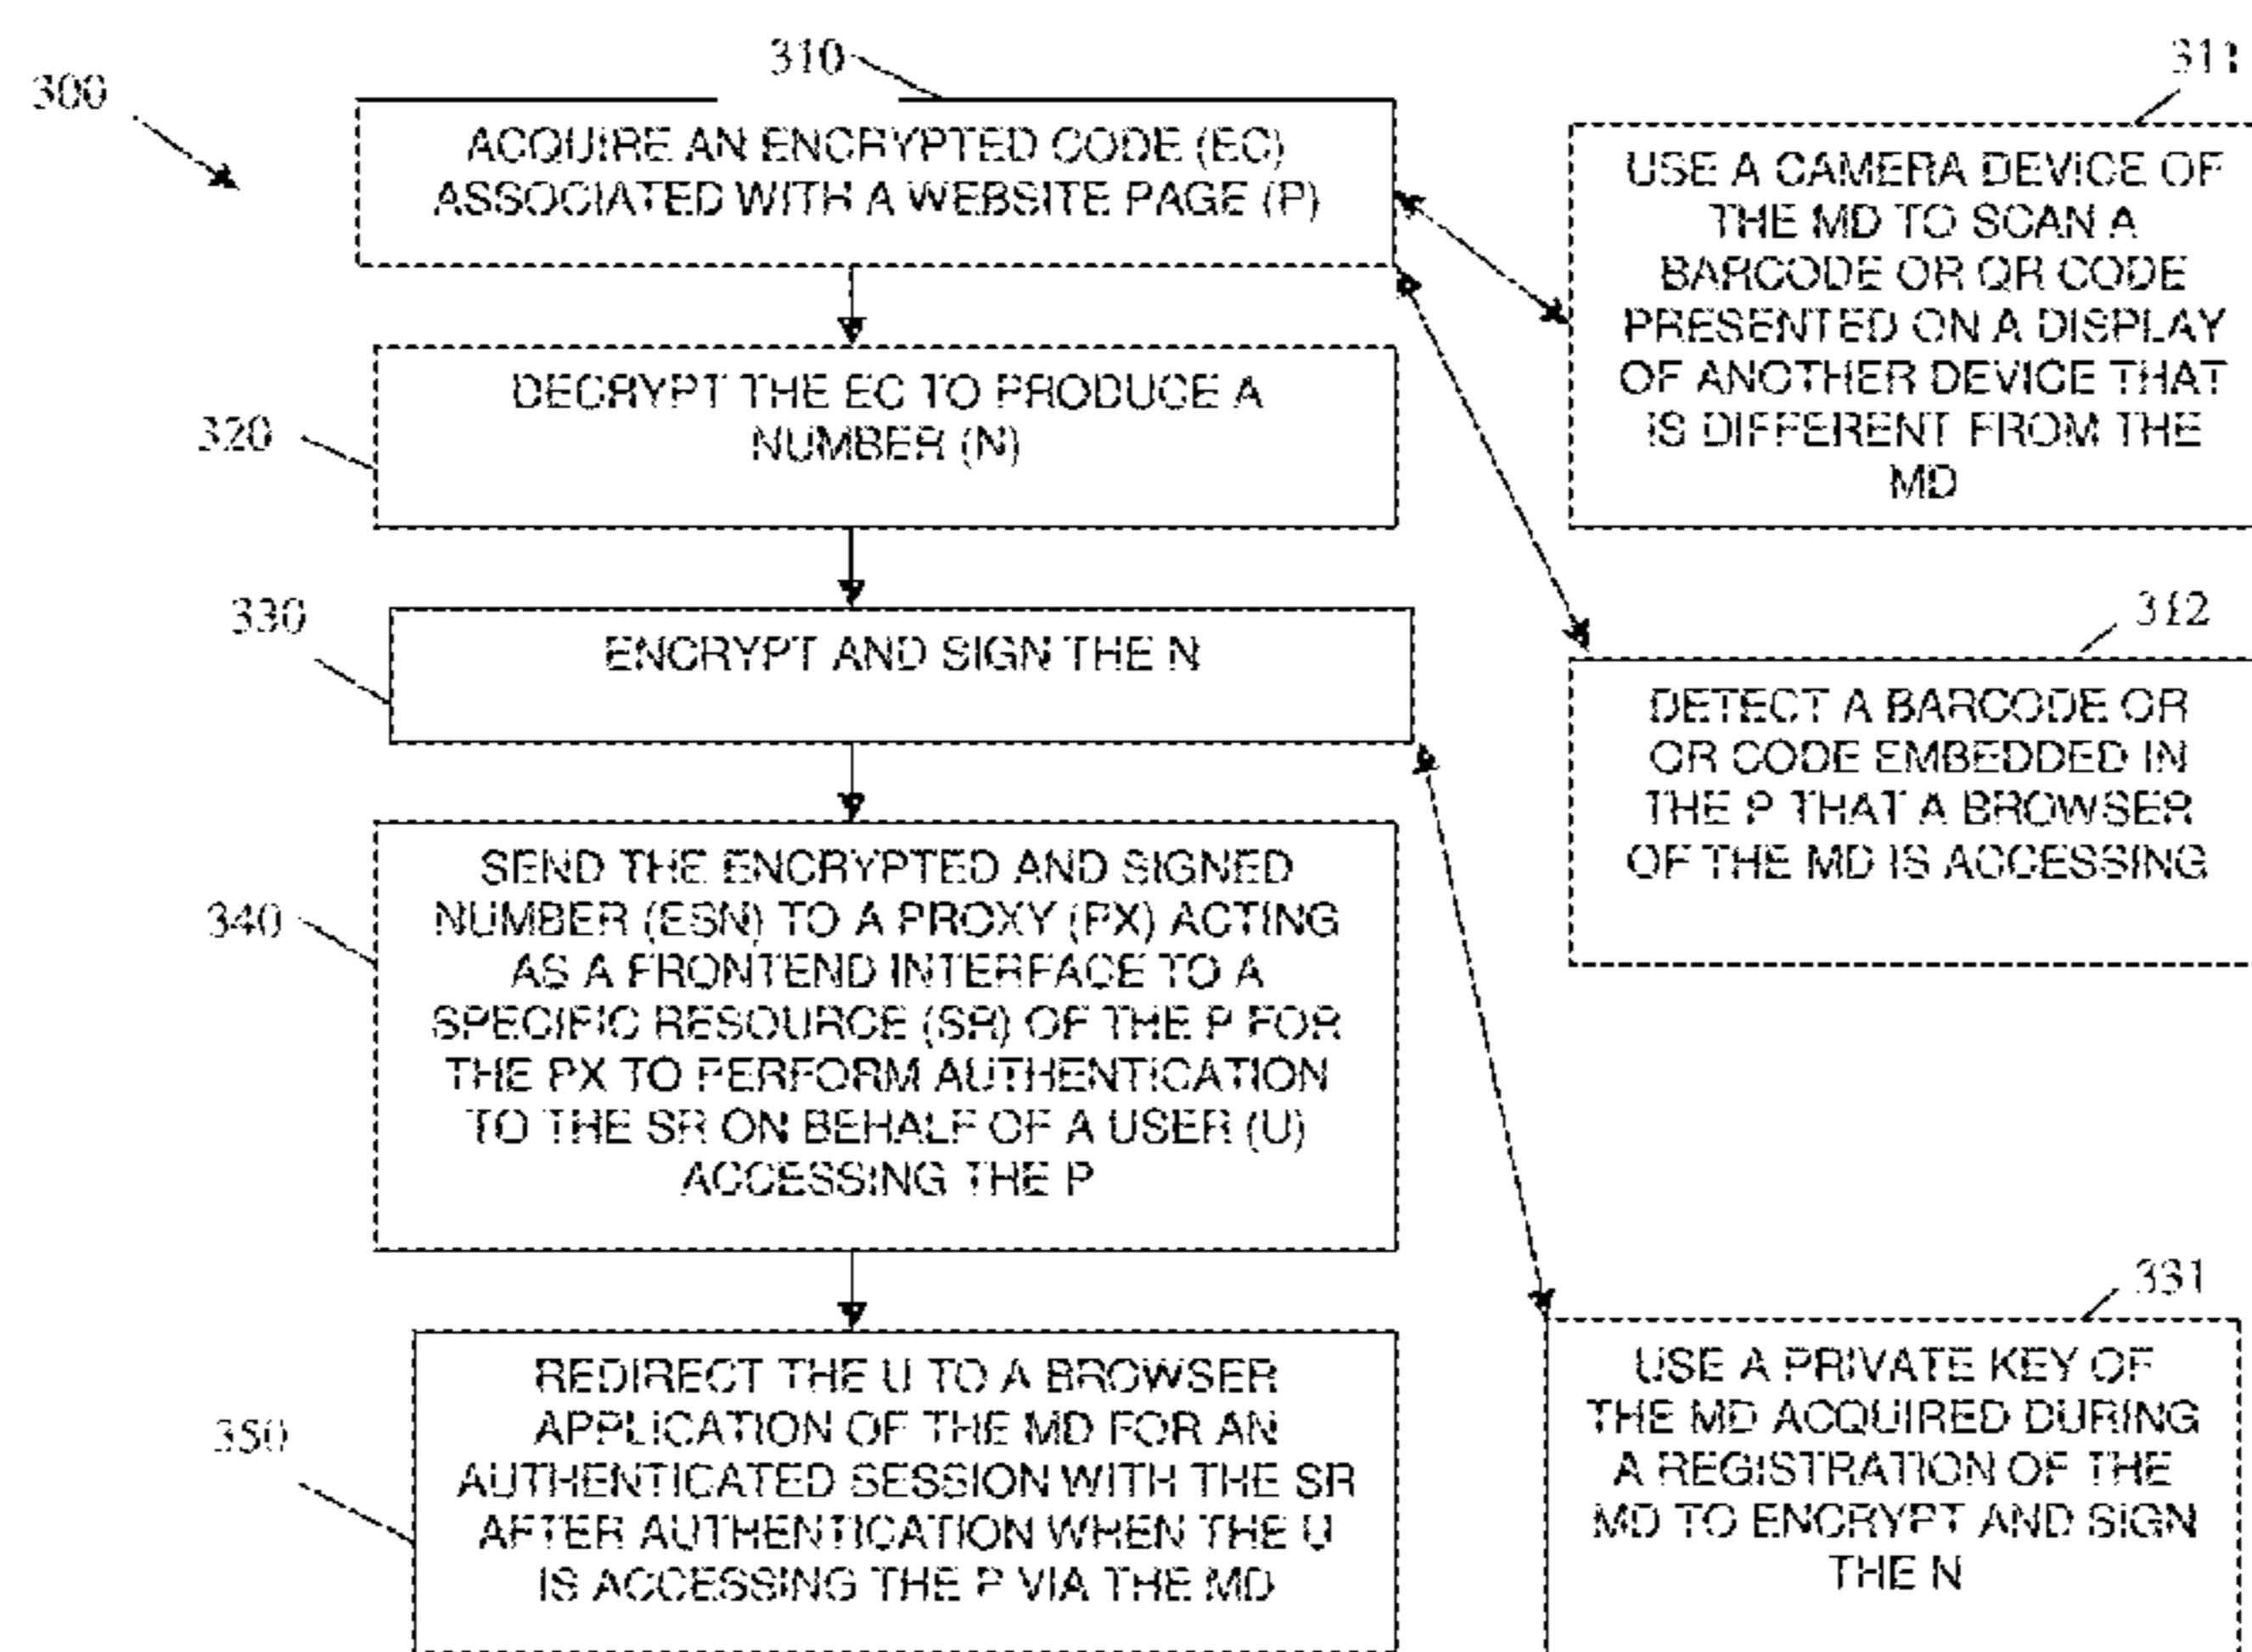 300
310
ACQUIRE AN ENCRYPTED CODE (EC)
ASSOCIATED WITH A WEBSITE PAGE (P)
311
USE A CAMERA DEVICE OF
THE MD TO SCAN A
BARCODE OR QR CODE
PRESENTED ON A DISPLAY
OF ANOTHER DEVICE THAT
IS DIFFERENT FROM THE
MD
320
DECRYPT THE EC TO PRODUCE A
NUMBER (N)
330
ENCRYPT AND SIGN THE N
312
DETECT A BARCODE OR
QR CODE EMBEDDED IN
THE P THAT A BROWSER
OF THE MD IS ACCESSING
340
SEND THE ENCRYPTED AND SIGNED
NUMBER (ESN) TO A PROXY (PX) ACTING
AS A FRONTEND INTERFACE TO A
SPECIFIC RESOURCE (SR) OF THE P FOR
THE PX TO PERFORM AUTHENTICATION
TO THE SR ON BEHALF OF A USER (U)
ACCESSING THE P
350
REDIRECT THE U TO A BROWSER
APPLICATION OF THE MD FOR AN
AUTHENTICATED SESSION WITH THE SR
AFTER AUTHENTICATION WHEN THE U
IS ACCESSING THE P VIA THE MD
331
USE A PRIVATE KEY OF
THE MD ACQUIRED DURING
A REGISTRATION OF THE
MD TO ENCRYPT AND SIGN
THE N